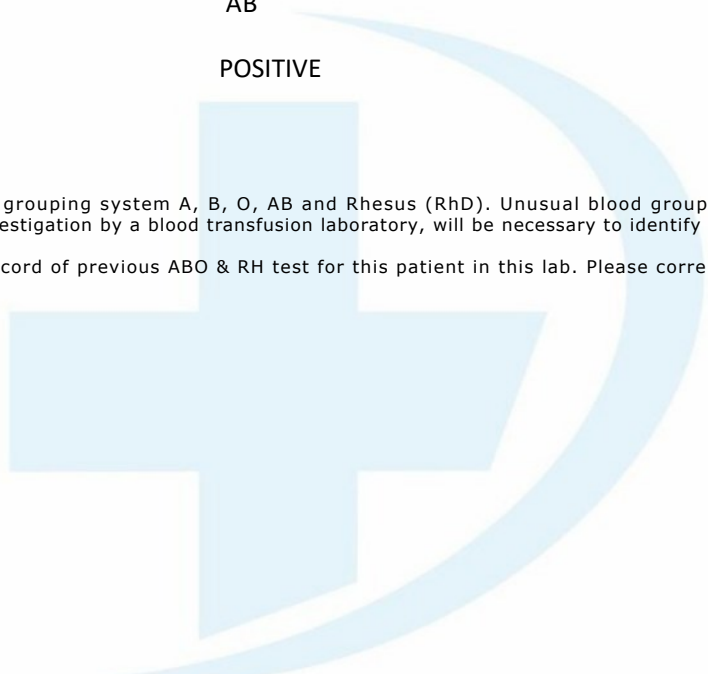 AB
POSITIVE
grouping system A, B, O, AB and Rhesus (RhD). Unusual blood group
estigation by a blood transfusion laboratory, will be necessary to identify
cord of previous ABO & RH test for this patient in this lab. Please corre